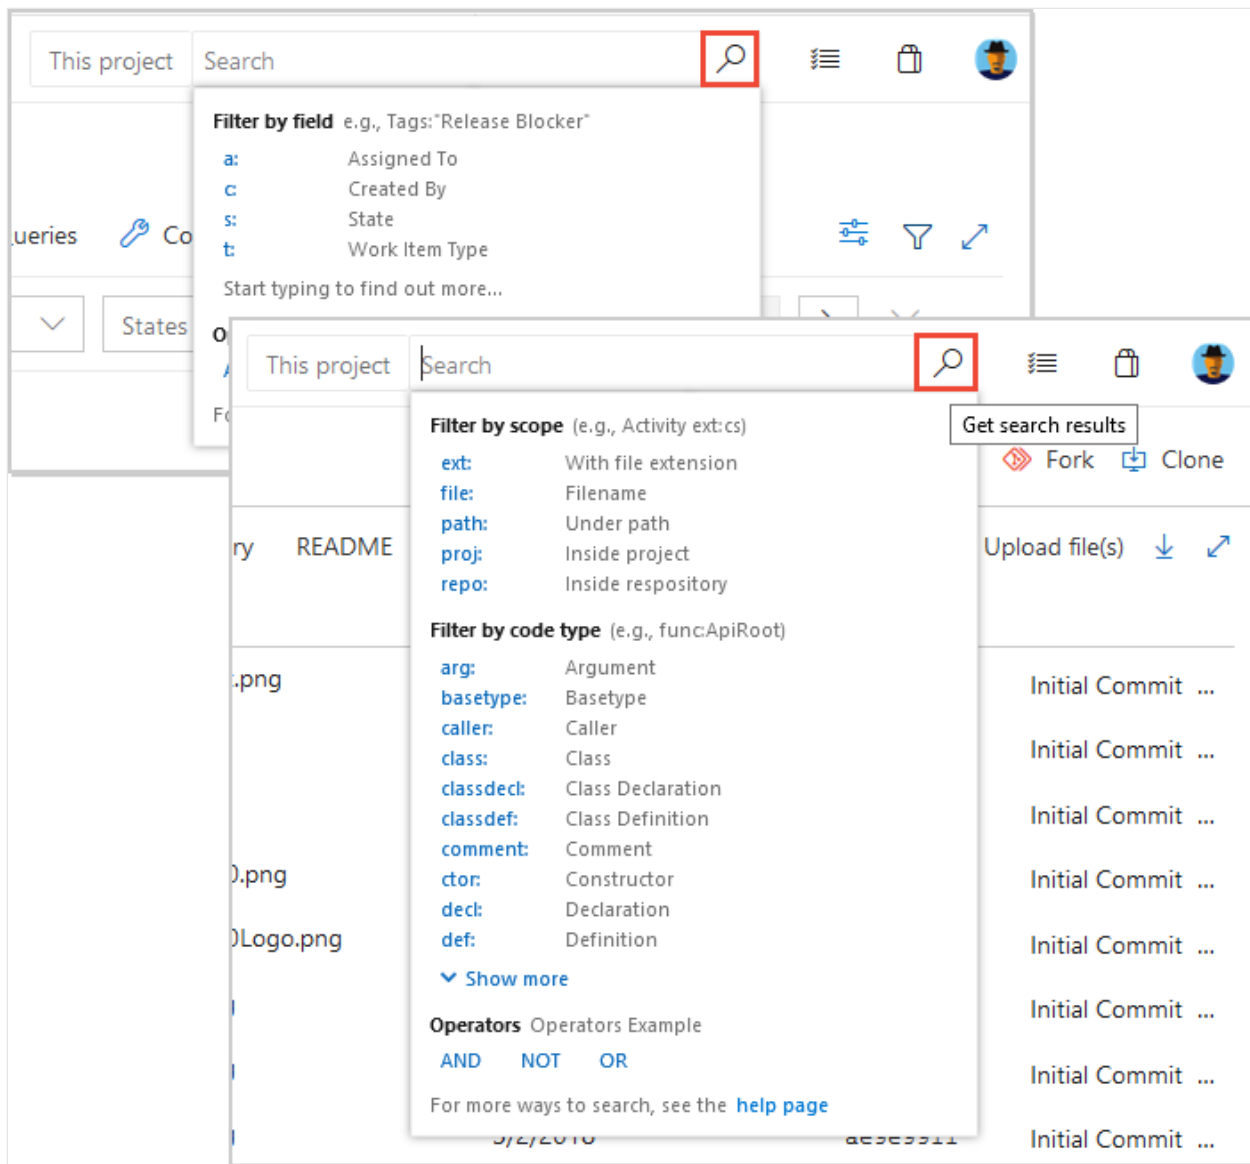 This project Search
Filter by field e.g., Tags:"Release Blocker"
a: Assigned To
c: Created By
s: State
t: Work Item Type
Start typing to find out more...
ueries Co
States
This project Search
Get search results
Filter by scope (e.g., Activity ext:cs)
ext: With file extension
file: Filename
path: Under path
proj: Inside project
repo: Inside respository
Filter by code type (e.g., func:ApiRoot)
arg: Argument
basetype: Basetype
caller: Caller
class: Class
classdecl: Class Declaration
classdef: Class Definition
comment: Comment
ctor: Constructor
decl: Declaration
def: Definition
Show more
Operators Operators Example
AND NOT OR
For more ways to search, see the help page
Fork Clone
ry README Upload file(s)
.png Initial Commit ...
Initial Commit ...
Initial Commit ...
.png Initial Commit ...
Logo.png Initial Commit ...
Initial Commit ...
Initial Commit ...
Initial Commit ...